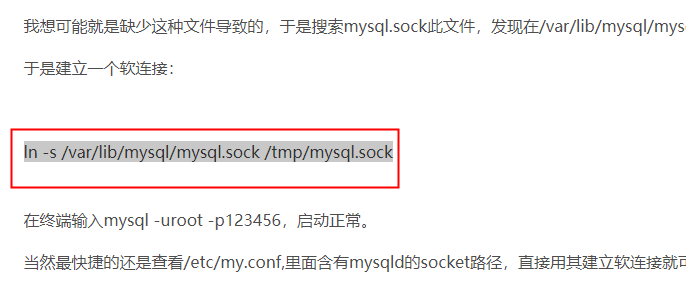 我想可能就是缺少这种文件导致的，于是搜索mysql.sock此文件，发现在/var/lib/mysql/mys
于是建立一个软连接：
ln -s /var/lib/mysql/mysql.sock /tmp/mysql.sock
在终端输入mysql -uroot -p123456，启动正常。
当然最快捷的还是查看/etc/my.conf,里面含有mysqld的socket路径，直接用其建立软连接就可